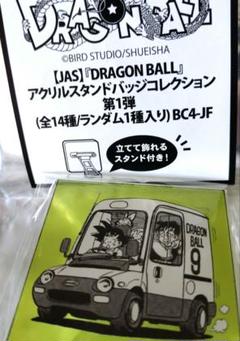 DRAGON BALL
©BIRD STUDIO/SHUEISHA
【JAS】『DRAGON BALL』
アクリルスタンドバッジコレクション
第1弾
(全14種/ランダム1種入り) BC4-JF
立てて飾れる
スタンド付き!
DRAGON
BALL
9